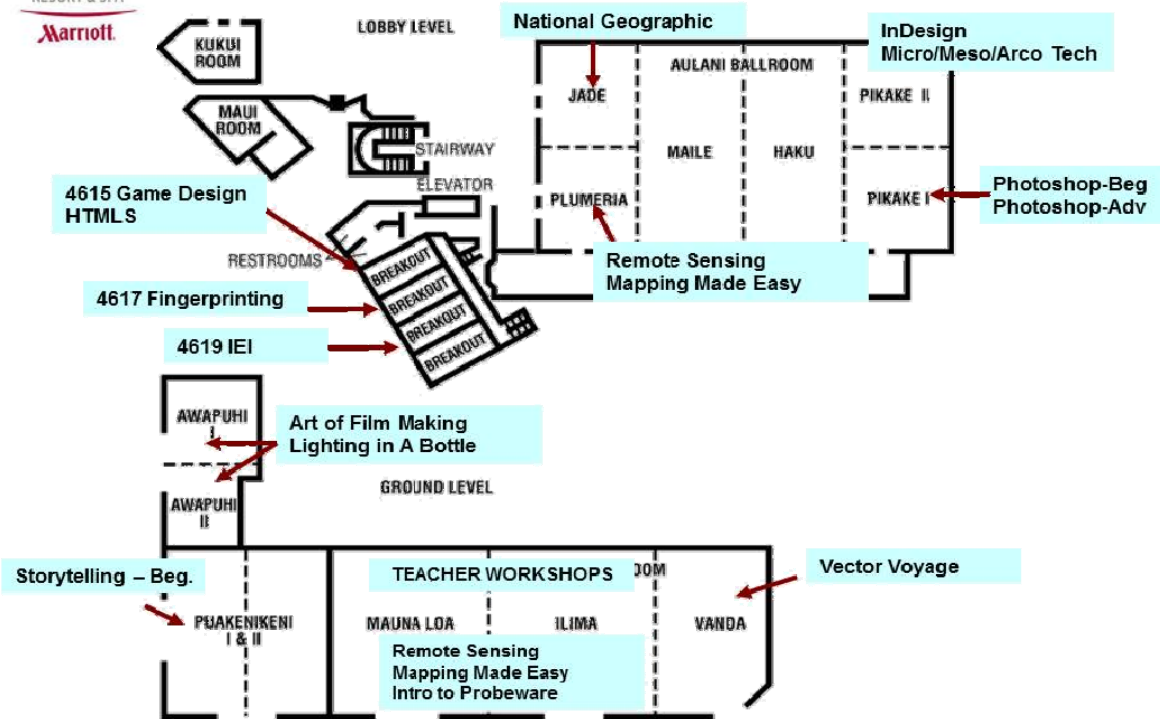 Marriott
LOBBY LEVEL
National Geographic
InDesign
Micro/Meso/Arco Tech
KUKUI
ROOM
AULANI BALLROOM
JADE
PIKAKE II
MAUI
ROOM
STAIRWAY
MAILE
HAKU
ELEVATOR
4615 Game Design
HTMLS
PLUMERIA
PIKAKE I
Photoshop-Beg
Photoshop-Adv
RESTROOMS
BREAKOUT
Remote Sensing
Mapping Made Easy
4617 Fingerprinting
BREAKOUT
BREAKOUT
4619 IEI
BREAKOUT
AWAPUHI
I
Art of Film Making
Lighting in A Bottle
GROUND LEVEL
AWAPUHI
II
Storytelling – Beg.
TEACHER WORKSHOPS
Vector Voyage
PUAKENIKENI
I & II
MAUNA LOA
ILIMA
VANDA
Remote Sensing
Mapping Made Easy
Intro to Probeware